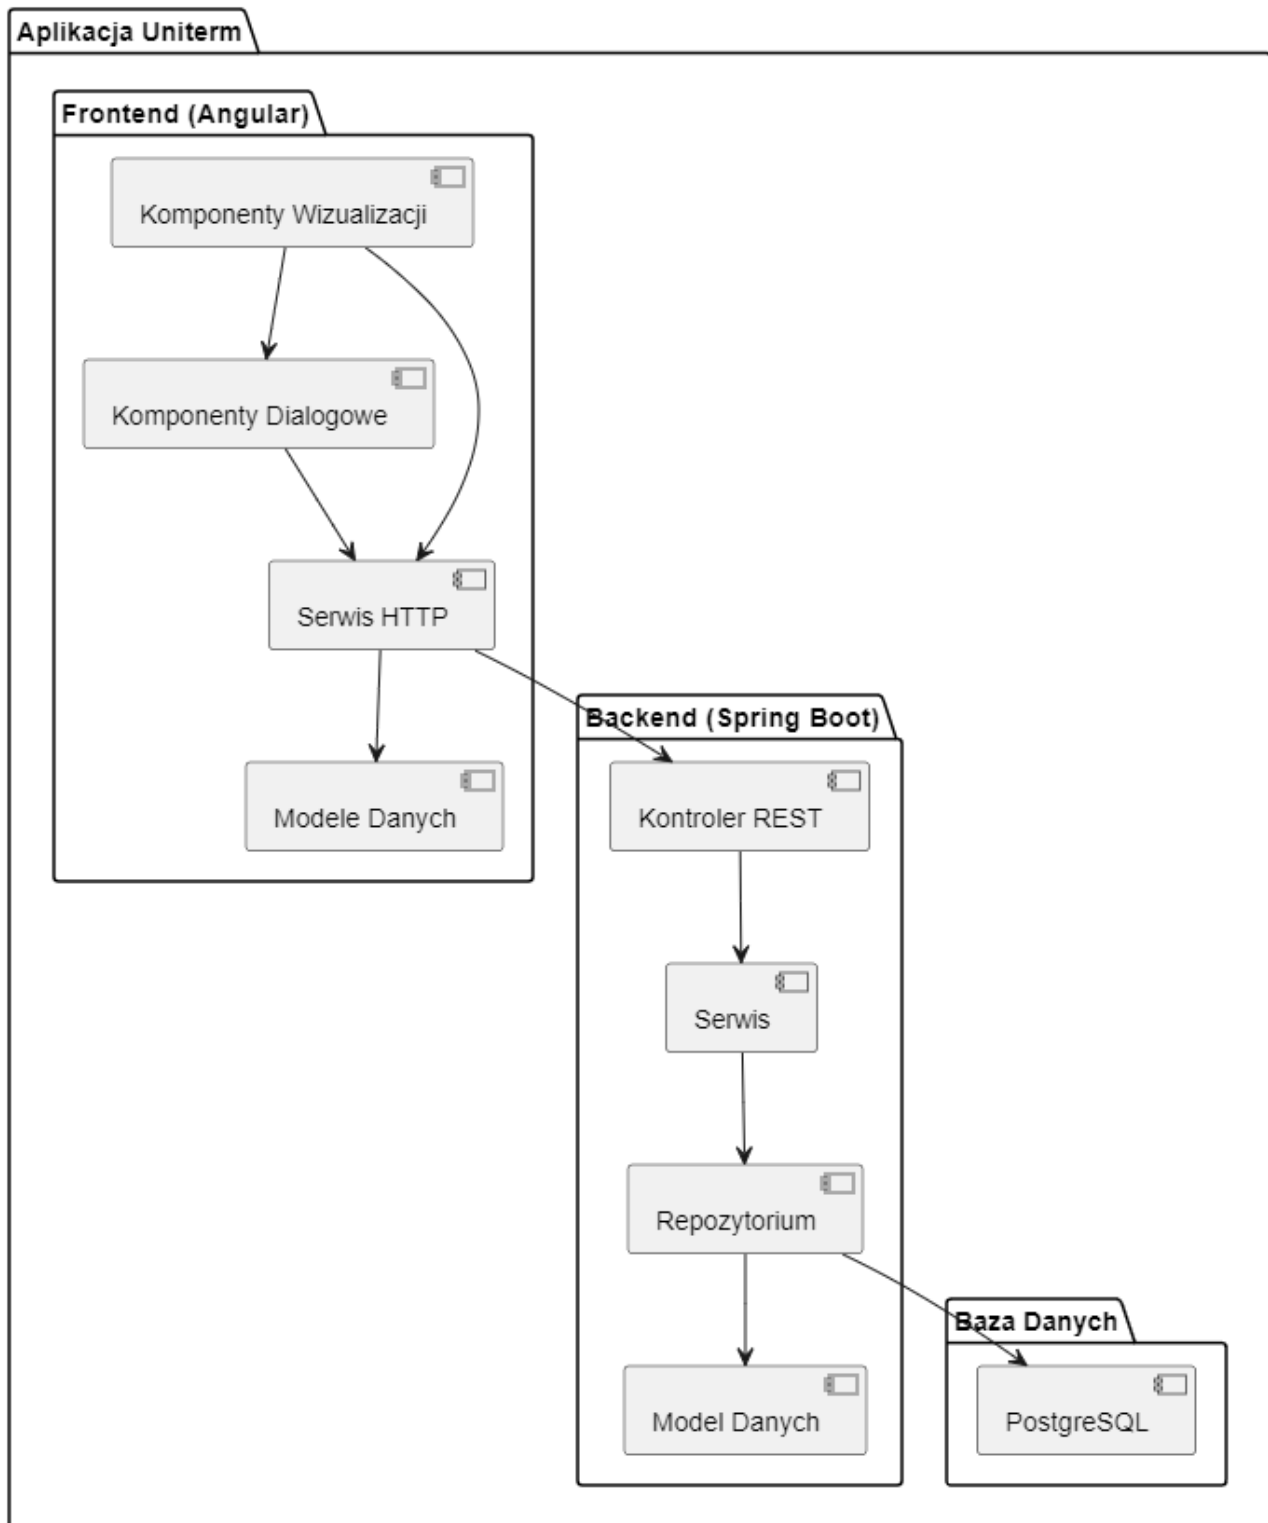 Aplikacja Uniterm
Frontend (Angular)
Komponenty Wizualizacji
Komponenty Dialogowe
Serwis HTTP
Modele Danych
Backend (Spring Boot)
Kontroler REST
Serwis
Repozytorium
Model Danych
Baza Danych
PostgreSQL